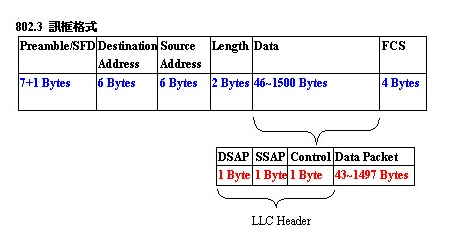 802.3 訊框格式
Preamble/SFD Destination Address Source Address Length Data FCS
7+1 Bytes 6 Bytes 6 Bytes 2 Bytes 46~1500 Bytes 4 Bytes
DSAP SSAP Control Data Packet
1 Byte 1 Byte 1 Byte 43~1497 Bytes
LLC Header